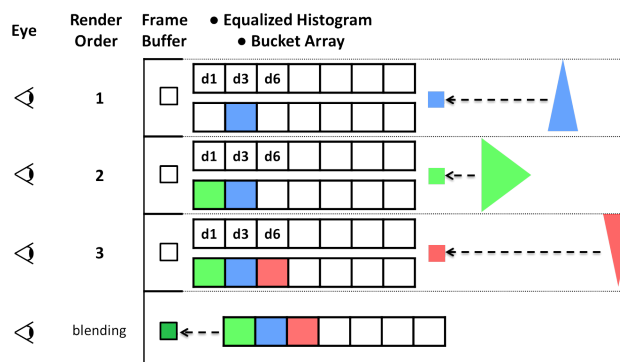 Eye
Render
Order
Frame
Buffer
● Equalized Histogram
● Bucket Array
1
d1 d3 d6
2
d1 d3 d6
3
d1 d3 d6
blending